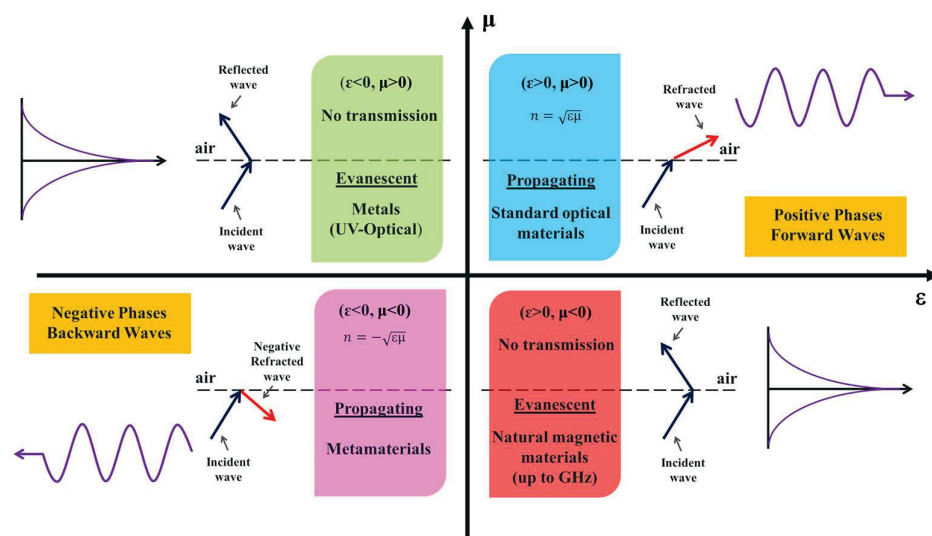 μ
Reflected
wave
(ε<0, μ>0)
No transmission
air
Evanescent
Metals
(UV-Optical)
Incident
wave
(ε>0, μ>0)
n = √εμ
Refracted
wave
air
Propagating
Standard optical
materials
Incident
wave
Positive Phases
Forward Waves
ε
Negative Phases
Backward Waves
(ε<0, μ<0)
n = −√εμ
Negative
Refracted
wave
air
Propagating
Metamaterials
Incident
wave
(ε>0, μ<0)
No transmission
Reflected
wave
air
Evanescent
Natural magnetic
materials
(up to GHz)
Incident
wave